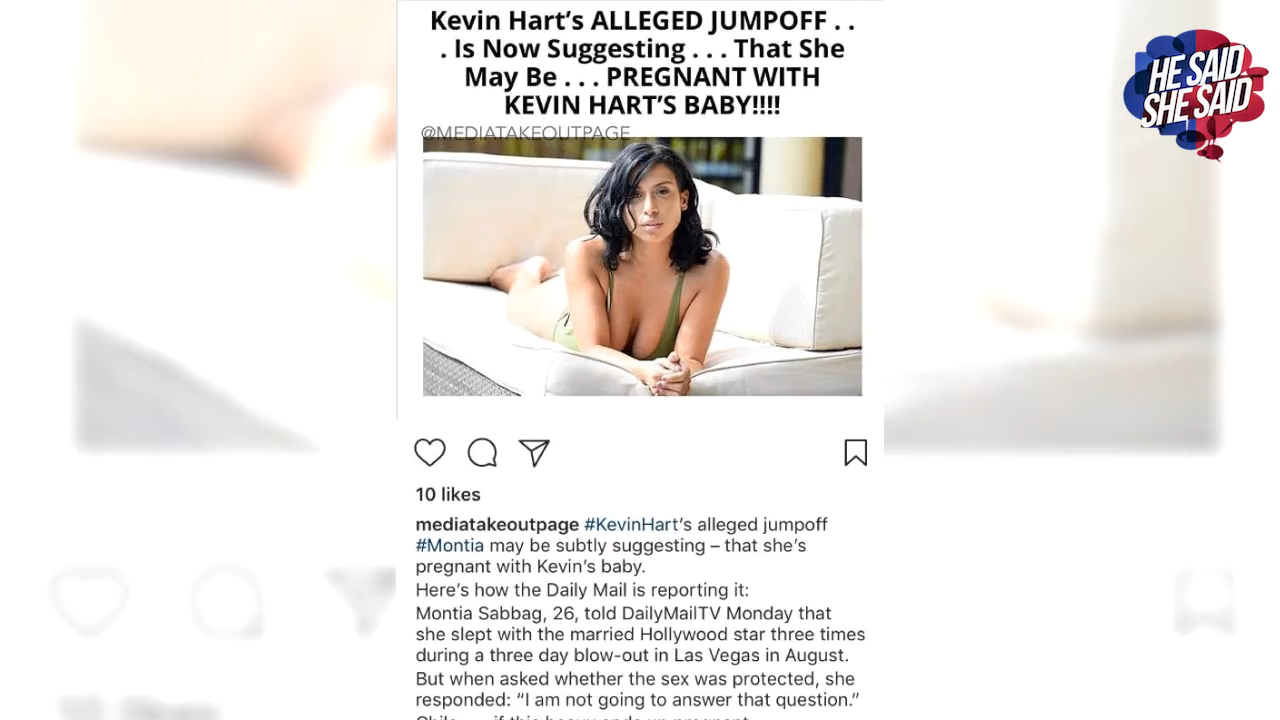 Kevin Hart's ALLEGED JUMPOFF . .
. Is Now Suggesting . . . That She
May Be . . . PREGNANT WITH
KEVIN HART'S BABY!!!!
@MEDIATAKEOUTPAGE
HE SAID,
SHE SAID
10 likes
mediatakeoutpage #KevinHart's alleged jumpoff
#Montia may be subtly suggesting – that she's
pregnant with Kevin's baby.
Here's how the Daily Mail is reporting it:
Montia Sabbag, 26, told DailyMailTV Monday that
she slept with the married Hollywood star three times
during a three day blow-out in Las Vegas in August.
But when asked whether the sex was protected, she
responded: “I am not going to answer that question.”